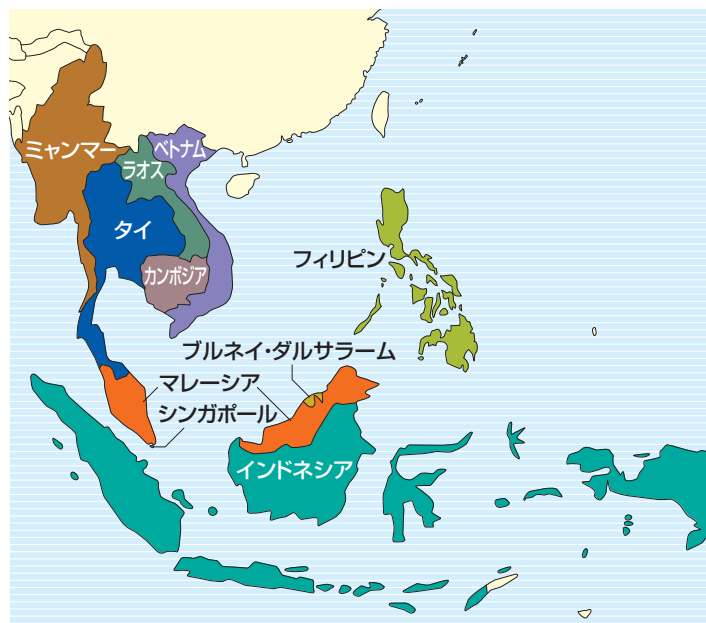 ミャンマー
ベトナム
ラオス
タイ
カンボジア
フィリピン
ブルネイ・ダルサラーム
マレーシア
シンガポール
インドネシア